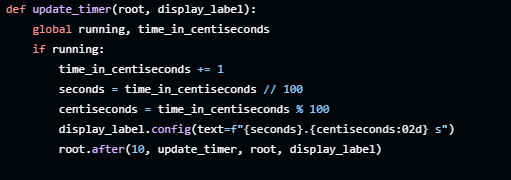 def update_timer(root, display_label):
    global running, time_in_centiseconds
    if running:
        time_in_centiseconds += 1
        seconds = time_in_centiseconds // 100
        centiseconds = time_in_centiseconds % 100
        display_label.config(text=f"{seconds}.{centiseconds:02d} s")
        root.after(10, update_timer, root, display_label)